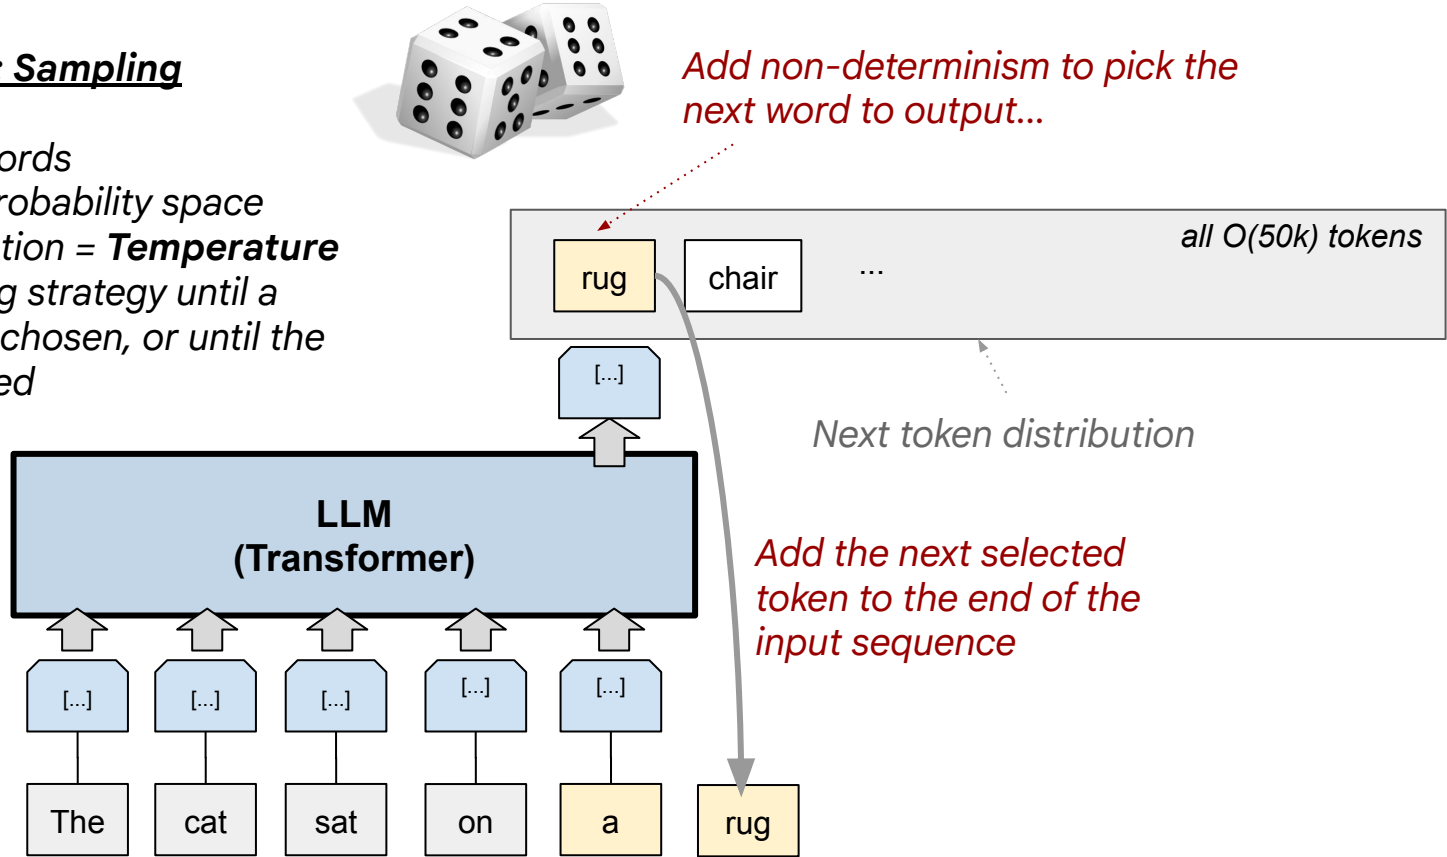 : Sampling
ords
robability space
tion = Temperature
g strategy until a
chosen, or until the
ed
Add non-determinism to pick the
next word to output...
all O(50k) tokens
rug
chair
...
[...]
Next token distribution
LLM
(Transformer)
Add the next selected
token to the end of the
input sequence
[...] [...] [...] [...] [...]
The cat sat on a rug